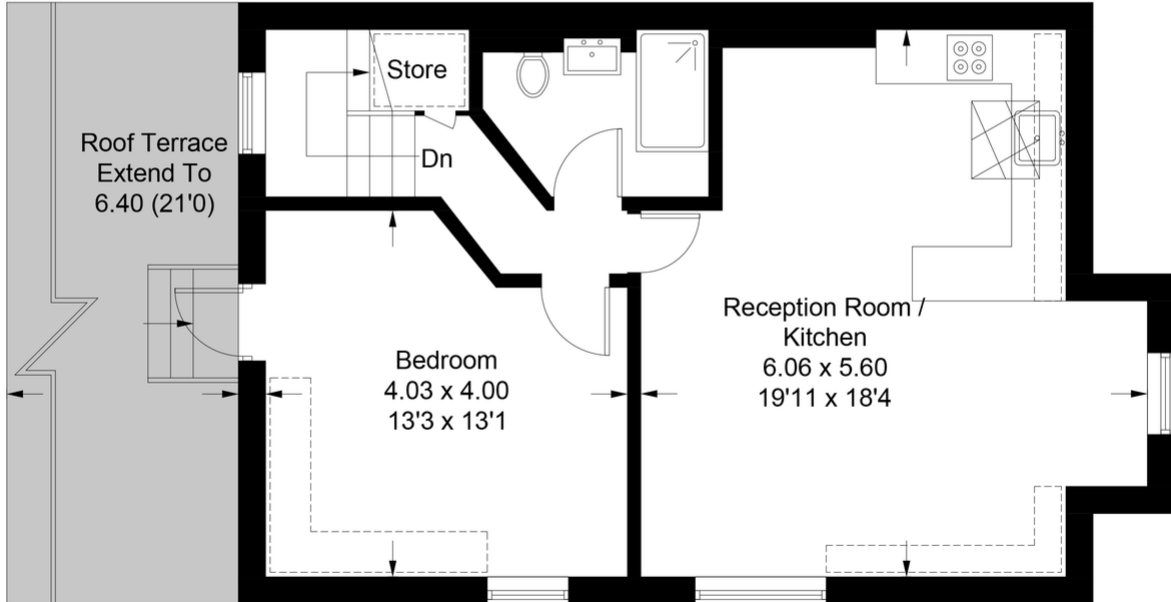 Store
Dn
Roof Terrace
Extend To
6.40 (21'0)
Bedroom
4.03 x 4.00
13'3 x 13'1
Reception Room /
Kitchen
6.06 x 5.60
19'11 x 18'4